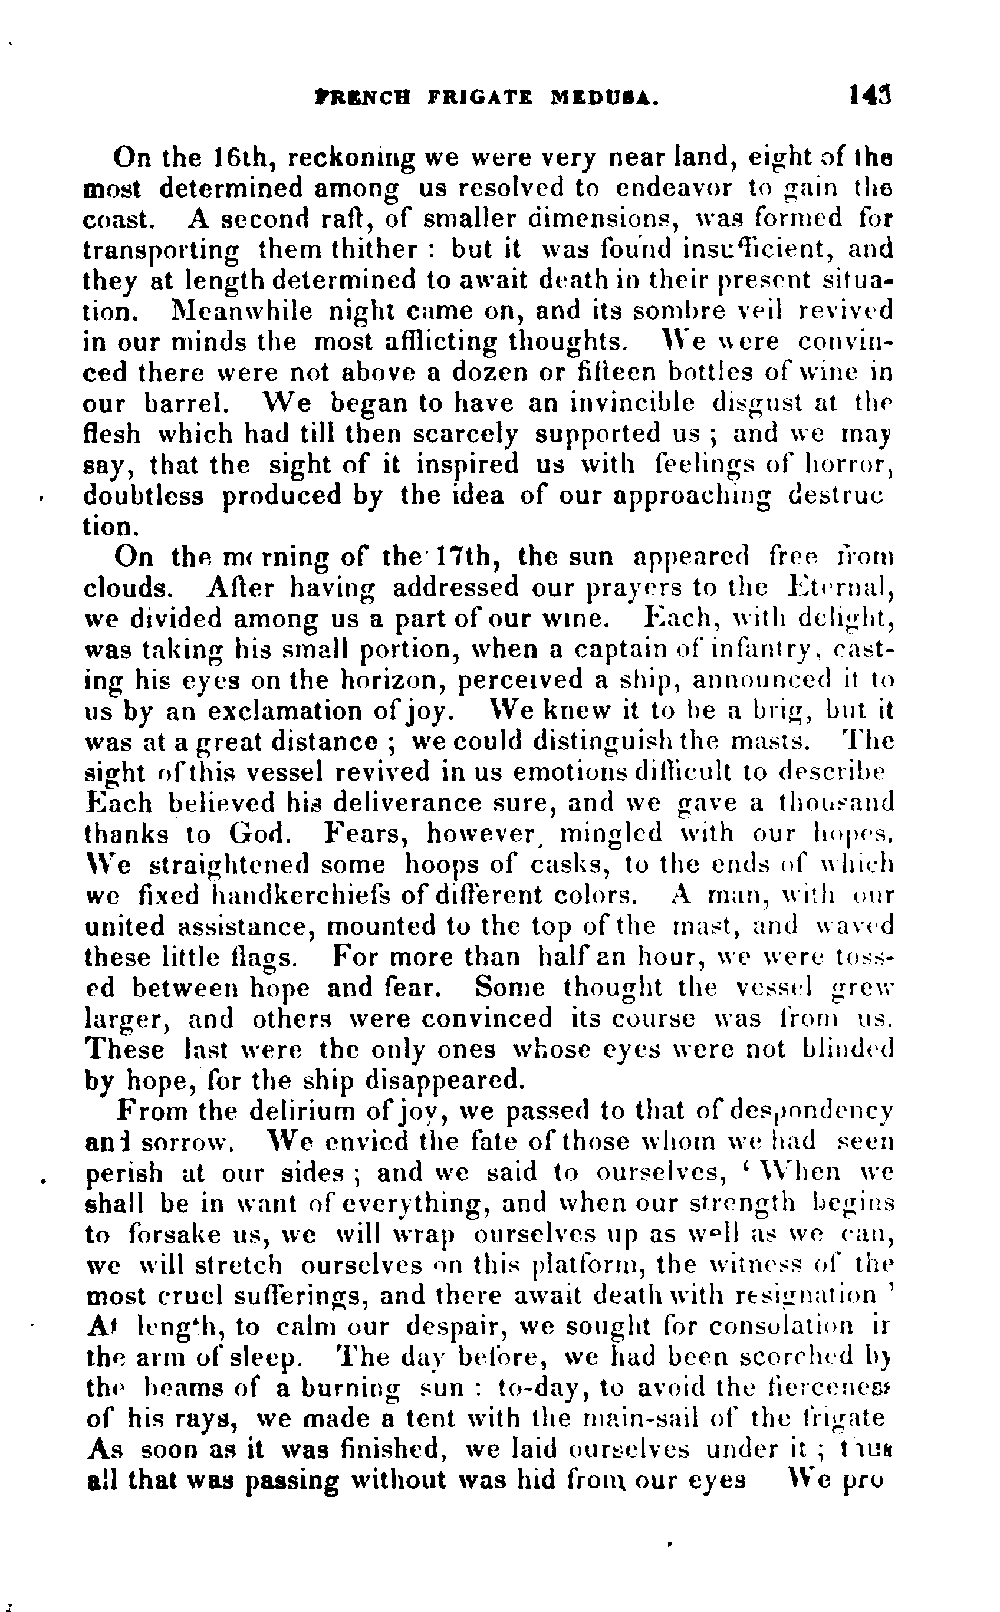 FRENCH FRIGATE MEDUSA. 143
On the 16th, reckoning we were very near land, eight of the
most determined among us resolved to endeavor to gain the
coast. A second raft, of smaller dimensions, was formed for
transporting them thither : but it was found insufficient, and
they at length determined to await death in their present situa-
tion. Meanwhile night came on, and its sombre veil revived
in our minds the most afflicting thoughts. We were convin-
ced there were not above a dozen or fifteen bottles of wine in
our barrel. We began to have an invincible disgust at the
flesh which had till then scarcely supported us ; and we may
say, that the sight of it inspired us with feelings of horror,
doubtless produced by the idea of our approaching destruc
tion.
On the morning of the 17th, the sun appeared free from
clouds. After having addressed our prayers to the Eternal,
we divided among us a part of our wine. Each, with delight,
was taking his small portion, when a captain of infantry, cast-
ing his eyes on the horizon, perceived a ship, announced it to
us by an exclamation of joy. We knew it to be a brig, but it
was at a great distance ; we could distinguish the masts. The
sight of this vessel revived in us emotions difficult to describe
Each believed his deliverance sure, and we gave a thousand
thanks to God. Fears, however, mingled with our hopes.
We straightened some hoops of casks, to the ends of which
we fixed handkerchiefs of different colors. A man, with our
united assistance, mounted to the top of the mast, and waved
these little flags. For more than half an hour, we were toss-
ed between hope and fear. Some thought the vessel grew
larger, and others were convinced its course was from us.
These last were the only ones whose eyes were not blinded
by hope, for the ship disappeared.
From the delirium of joy, we passed to that of despondency
and sorrow. We envied the fate of those whom we had seen
perish at our sides ; and we said to ourselves, ‘ When we
shall be in want of everything, and when our strength begins
to forsake us, we will wrap ourselves up as well as we can,
we will stretch ourselves on this platform, the witness of the
most cruel sufferings, and there await death with resignation ’
At length, to calm our despair, we sought for consolation ir
the arm of sleep. The day before, we had been scorched by
the beams of a burning sun : to-day, to avoid the fierceness
of his rays, we made a tent with the main-sail of the frigate
As soon as it was finished, we laid ourselves under it ; thus
all that was passing without was hid from our eyes We pro